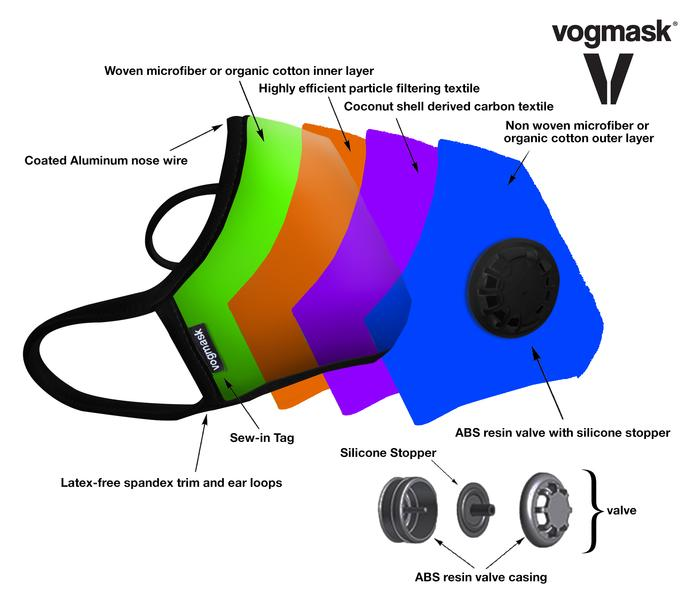 vogmask®
Woven microfiber or organic cotton inner layer
Highly efficient particle filtering textile
Coconut shell derived carbon textile
Non woven microfiber or
organic cotton outer layer
Coated Aluminum nose wire
vogmask
Sew-in Tag
ABS resin valve with silicone stopper
Silicone Stopper
Latex-free spandex trim and ear loops
valve
ABS resin valve casing